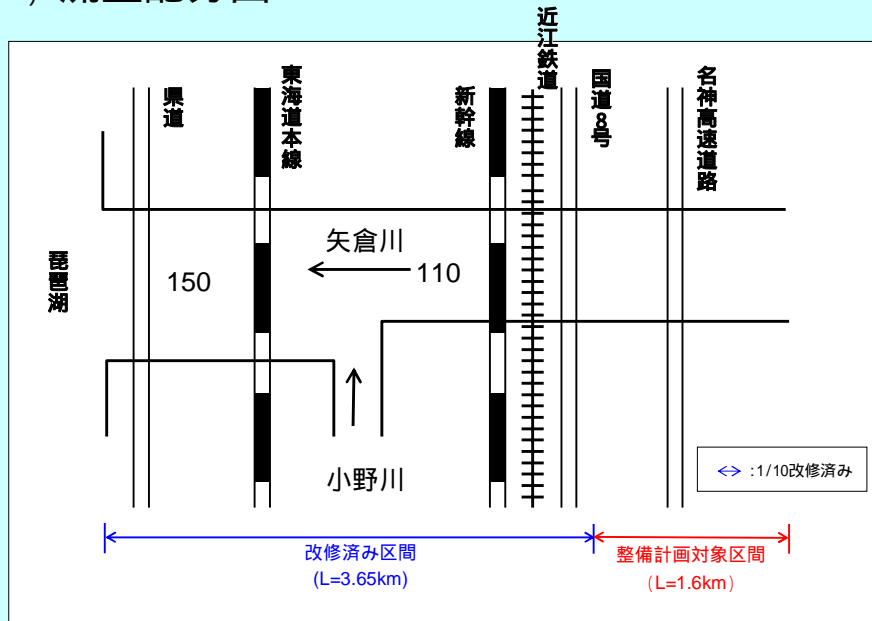 近江鉄道
東海道本線
県道
新幹線
国道8号
名神高速道路
矢倉川
琵琶湖
150
110
小野川
:1/10改修済み
改修済み区間
(L=3.65km)
整備計画対象区間
(L=1.6km)